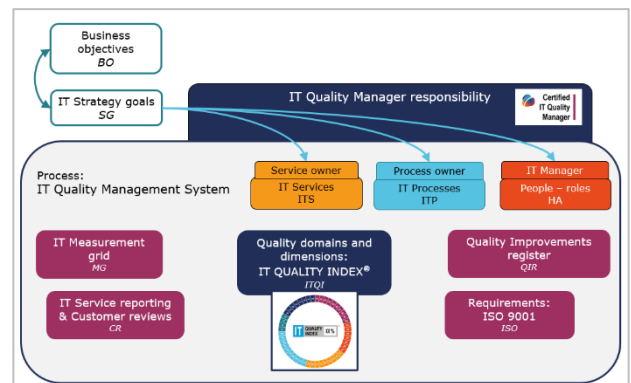 Business
objectives
BO
IT Strategy goals
SG
IT Quality Manager responsibility
Certified
IT Quality
Manager
Process:
IT Quality Management System
Service owner
IT Services
ITS
Process owner
IT Processes
ITP
IT Manager
People – roles
HA
IT Measurement
grid
MG
Quality domains and
dimensions:
IT QUALITY INDEX®
ITQI
Quality Improvements
register
QIR
IT Service reporting
& Customer reviews
CR
Requirements:
ISO 9001
ISO
IT QUALITY
INDEX